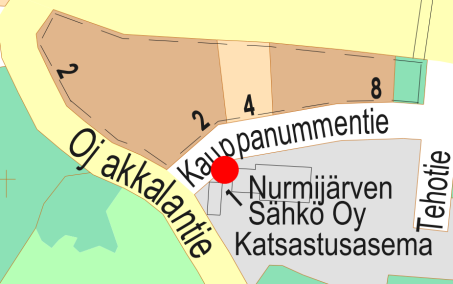 2
2
4
8
Kauppanummentie
Ojakkalantie
Tehotie
1
Nurmijärven
Sähkö Oy
Katsastusasema